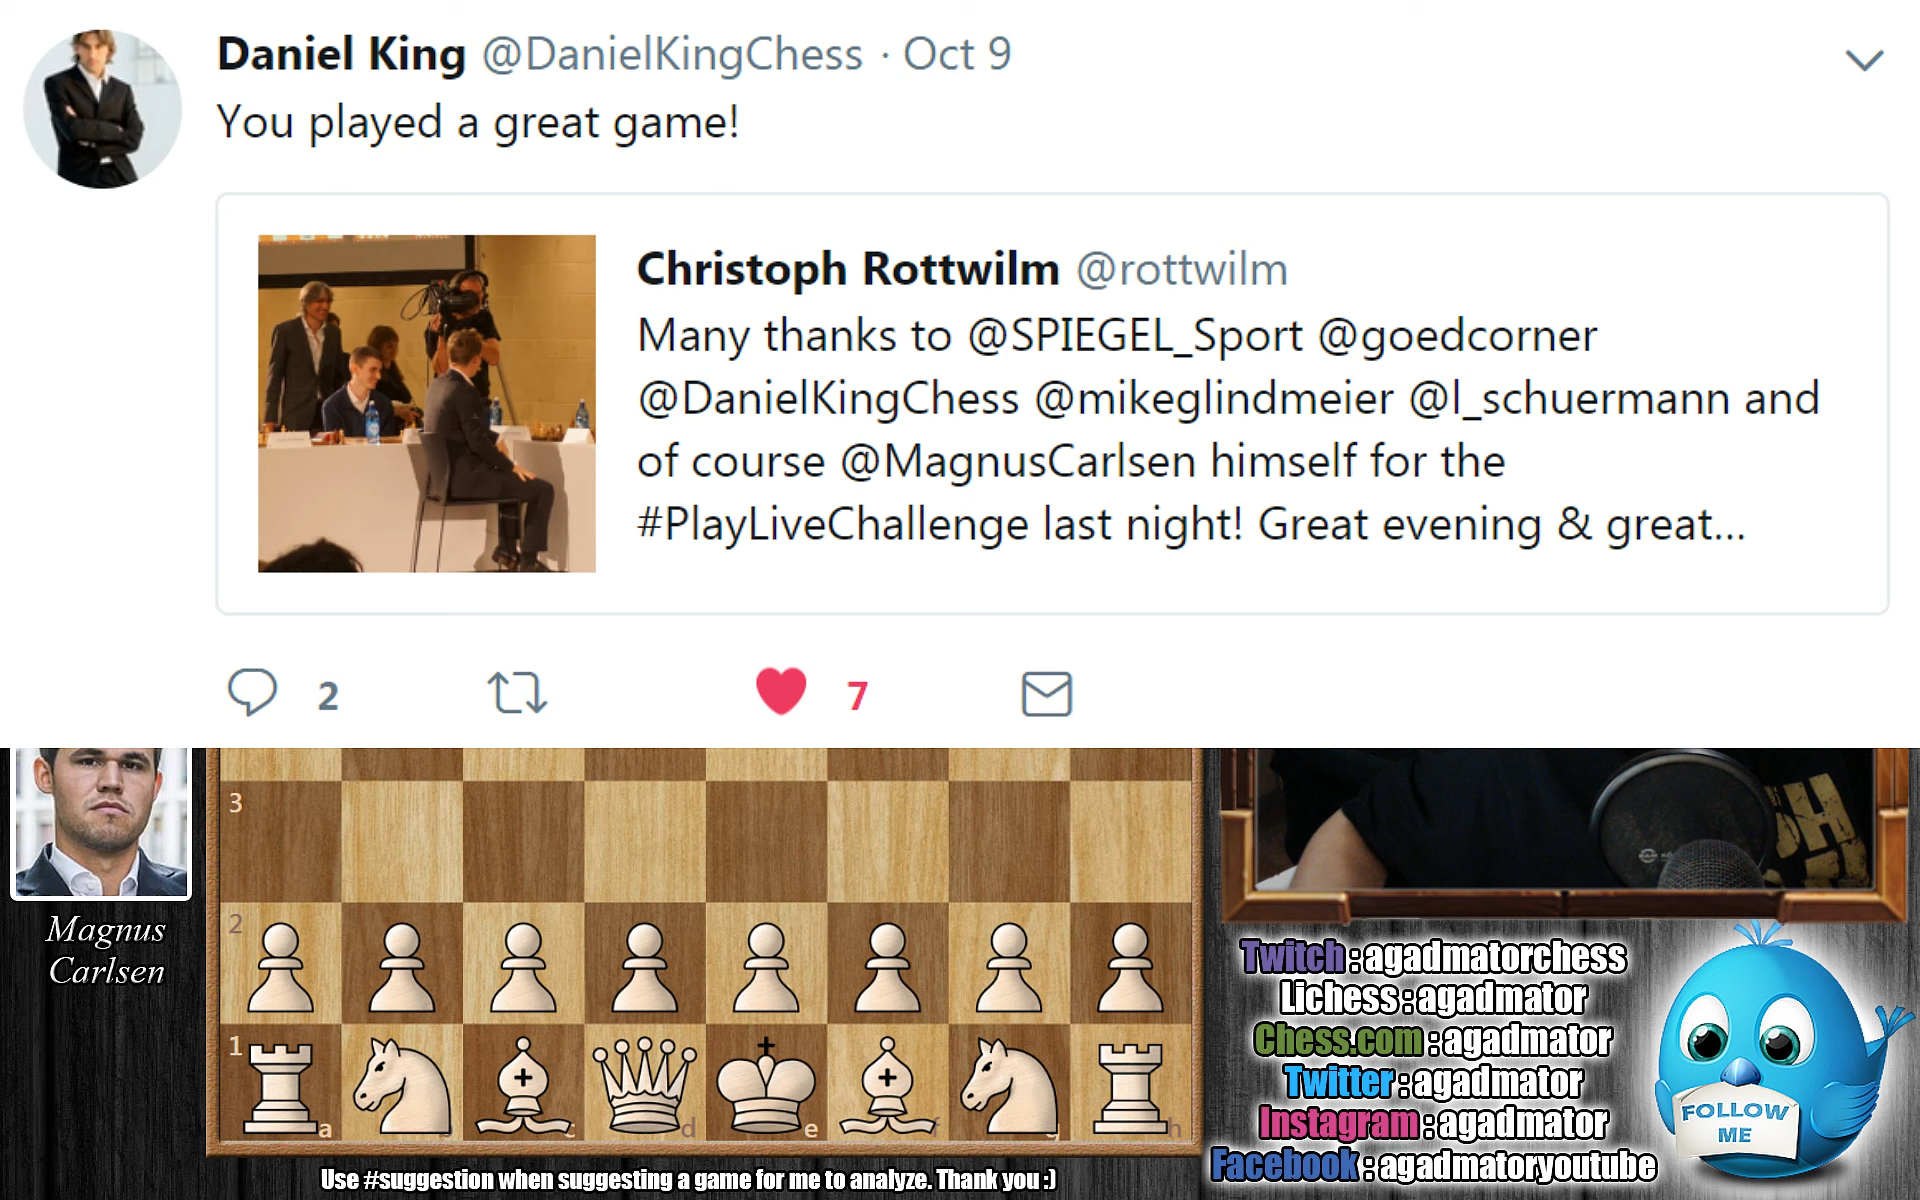 Daniel King @DanielKingChess · Oct 9
You played a great game!
Christoph Rottwilm @rottwilm
Many thanks to @SPIEGEL_Sport @goedcorner
@DanielKingChess @mikeglindmeier @l_schuermann and
of course @MagnusCarlsen himself for the
#PlayLiveChallenge last night! Great evening & great...
2
7
Magnus
Carlsen
3
2
1
a
c
d
e
f
g
h
Twitch : agadmatorchess
Lichess : agadmator
Chess.com : agadmator
Twitter : agadmator
Instagram : agadmator
Facebook : agadmatoryoutube
FOLLOW
ME
Use #suggestion when suggesting a game for me to analyze. Thank you :)